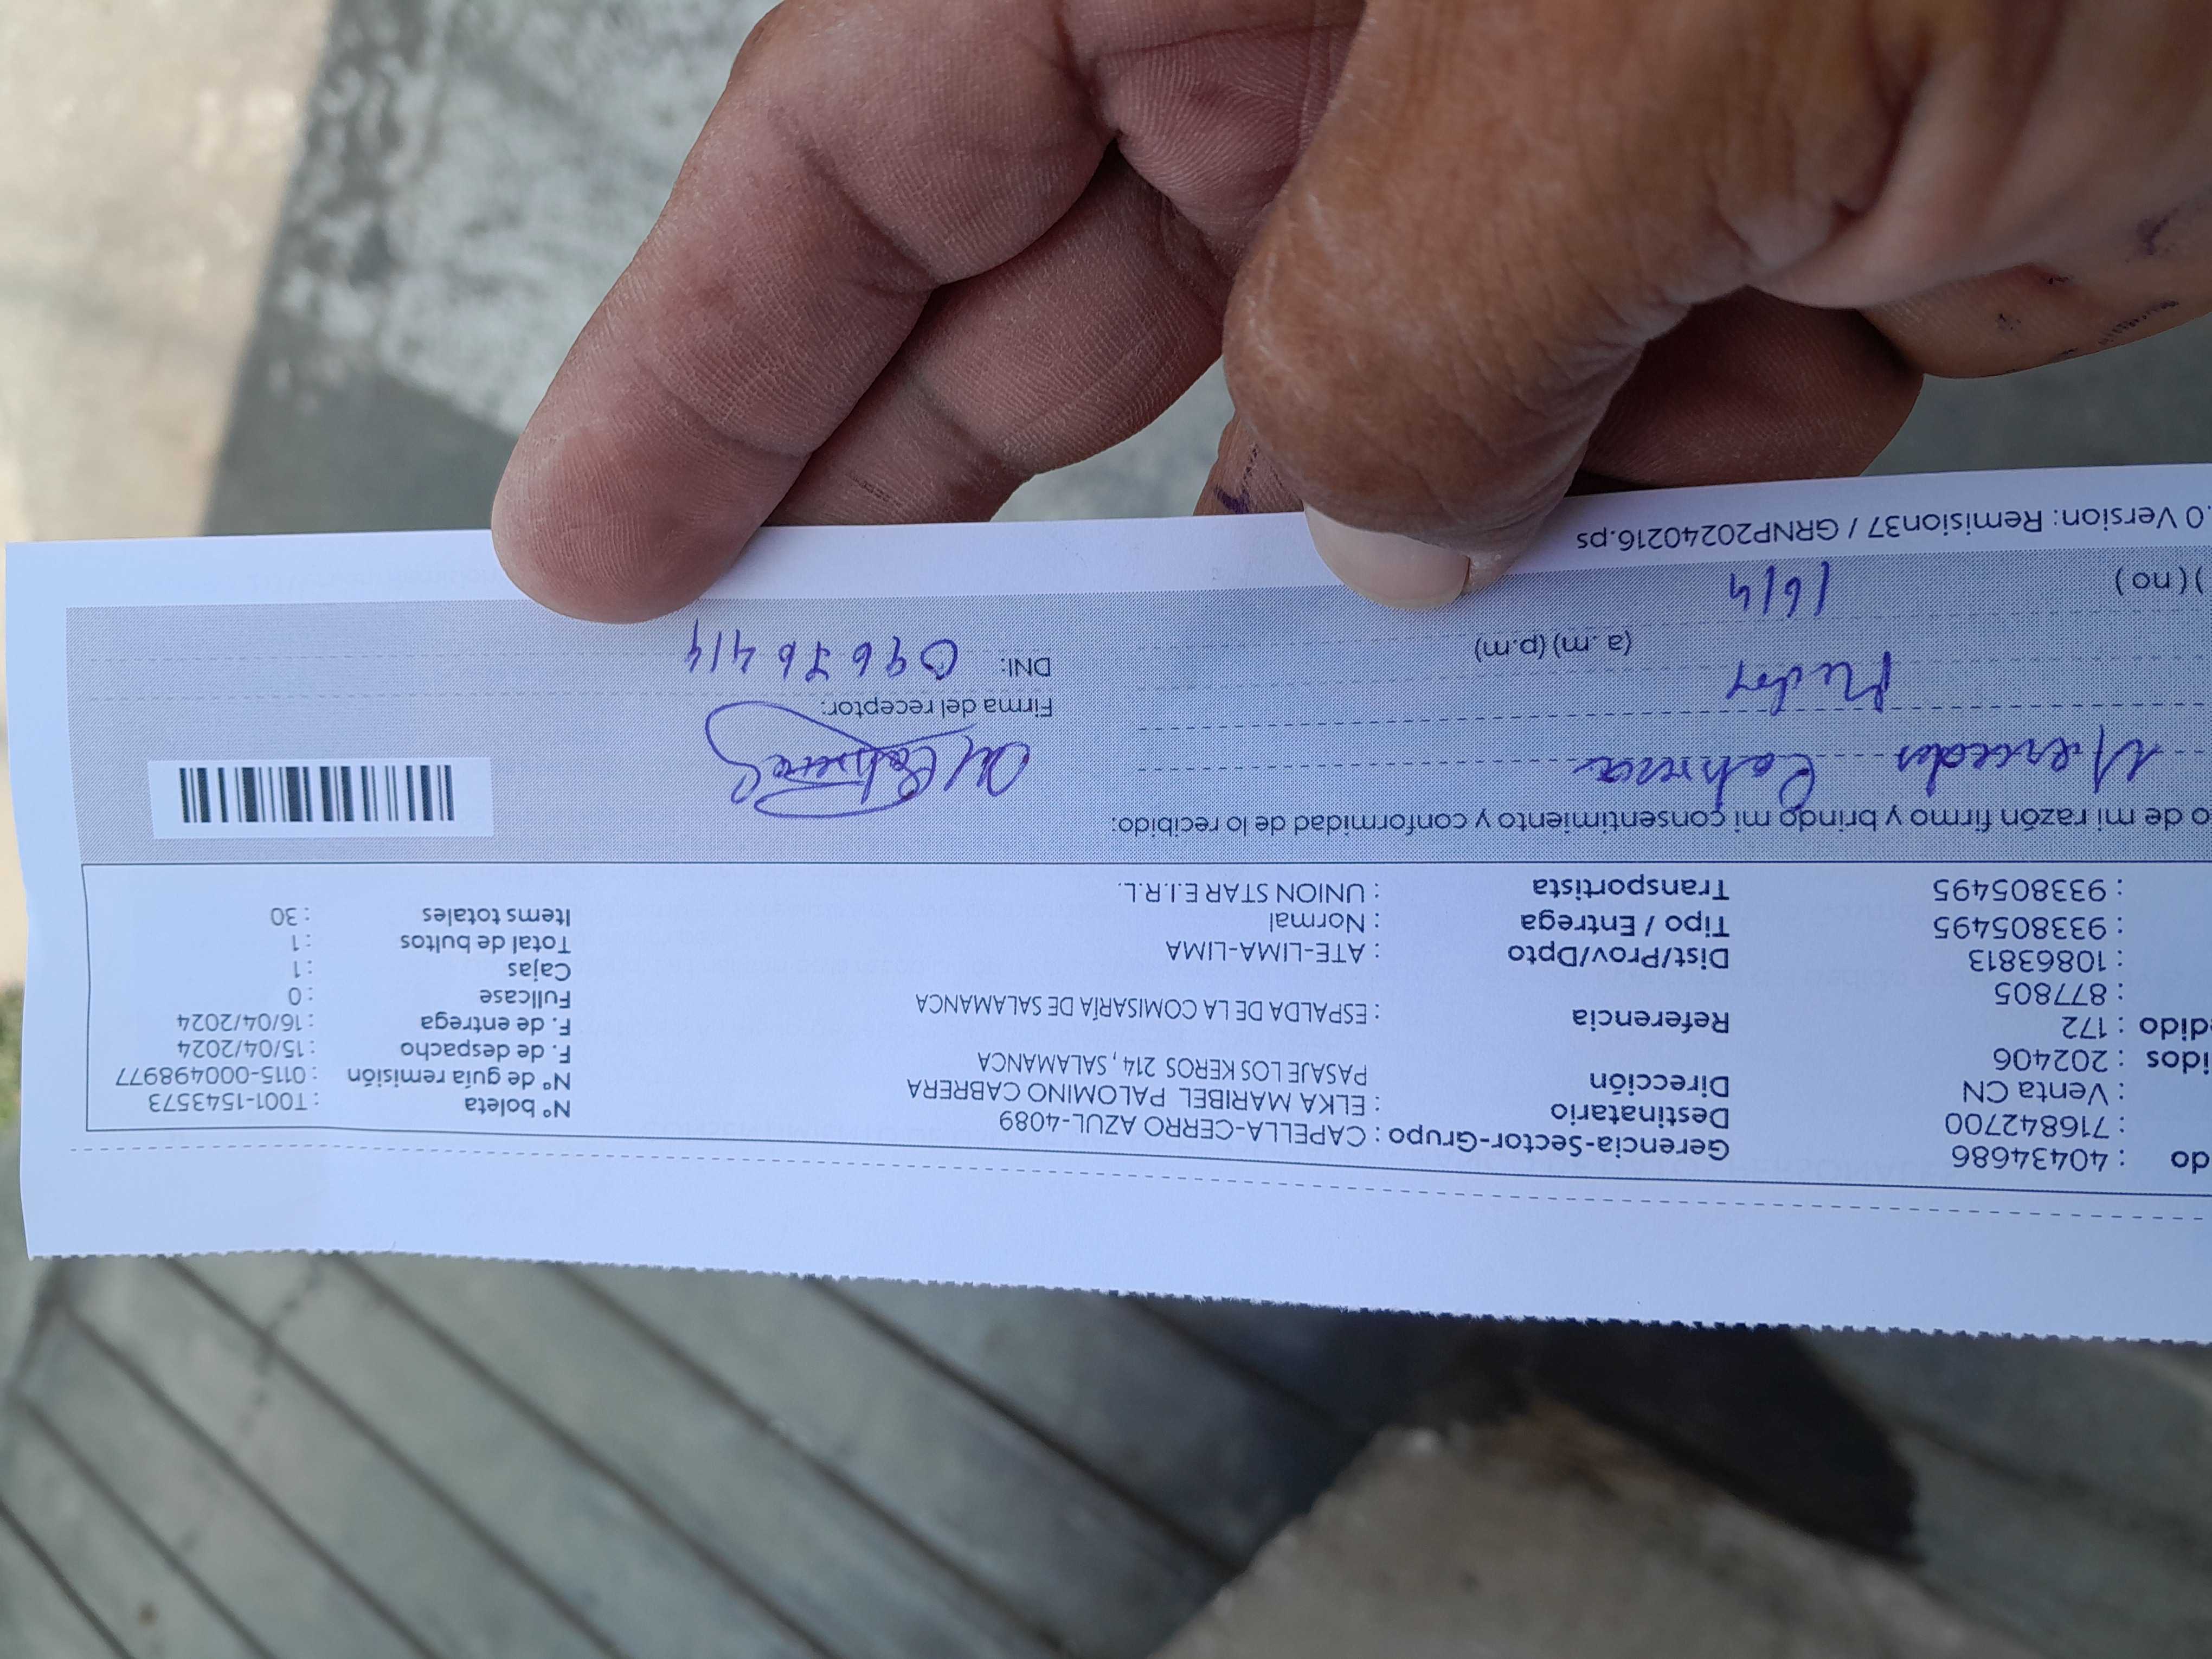 do : 40434686 Gerencia-Sector-Grupo : CAPELLA-CERRO AZUL-4089 N° boleta : T001-1543573
: 716842700 Destinatario : ELKA MARIBEL PALOMINO CABRERA N° de guía remisión : 0115-000498977
: Venta CN Dirección PASAJE LOS KEROS 214 , SALAMANCA F. de despacho : 15/04/2024
idos : 202406 F. de entrega : 16/04/2024
edido : 172 Referencia : ESPALDA DE LA COMISARÍA DE SALAMANCA Fullcase : 0
: 877805 Cajas : 1
: 10863813 Dist/Prov/Dpto : ATE-LIMA-LIMA Total de bultos : 1
: 933805495 Tipo / Entrega : Normal Items totales : 30
: 933805495 Transportista : UNION STAR E.I.R.L.
o de mi razón firmo y brindo mi consentimiento y conformidad de lo recibido:
Mercedes Cabrera
Firma del receptor:
(a. m) (p.m) DNI:
) ( no ) 16/4
.0 Version: Remision37 / GRNP20240216.ps